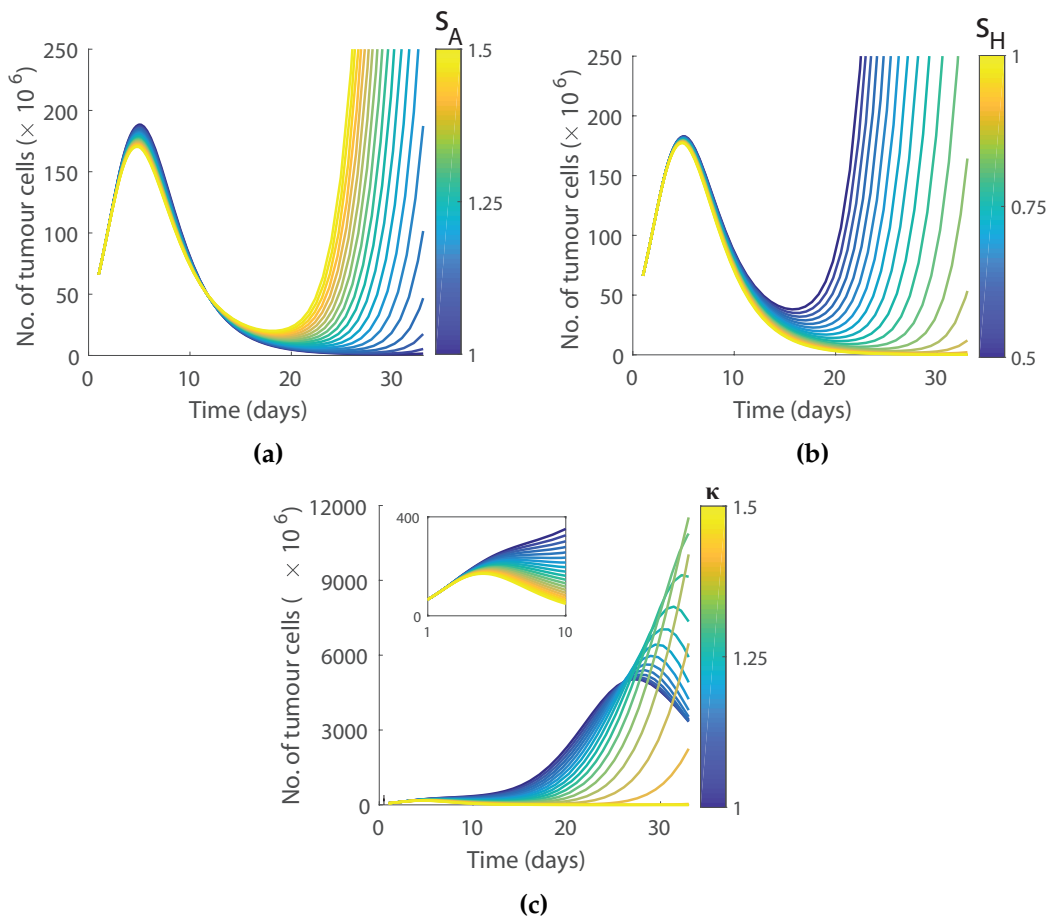 S_A
1.5
250
200
150
100
50
0
1.25
1
No. of tumour cells (× 10^6)
0 10 20 30
Time (days)
(a)
S_H
1
250
200
150
100
50
0
0.75
0.5
No. of tumour cells (× 10^6)
0 10 20 30
Time (days)
(b)
κ
1.5
12000
9000
6000
3000
0
1.25
1
No. of tumour cells ( × 10^6)
400
0
1 10
0 10 20 30
Time (days)
(c)